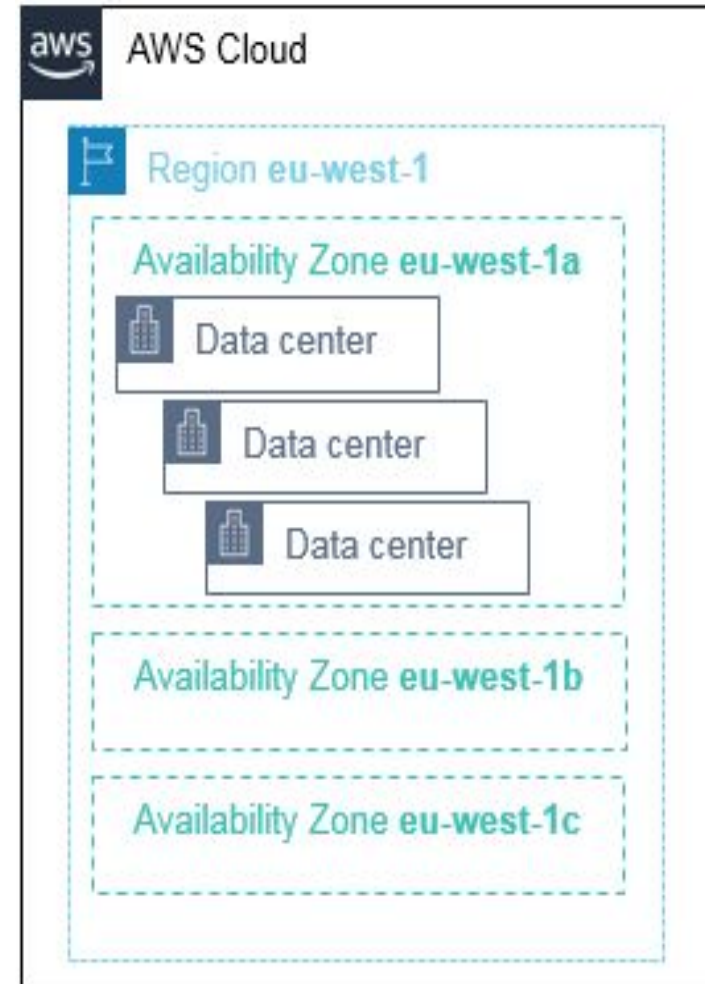 aws
AWS Cloud
Region eu-west-1
Availability Zone eu-west-1a
Data center
Data center
Data center
Availability Zone eu-west-1b
Availability Zone eu-west-1c